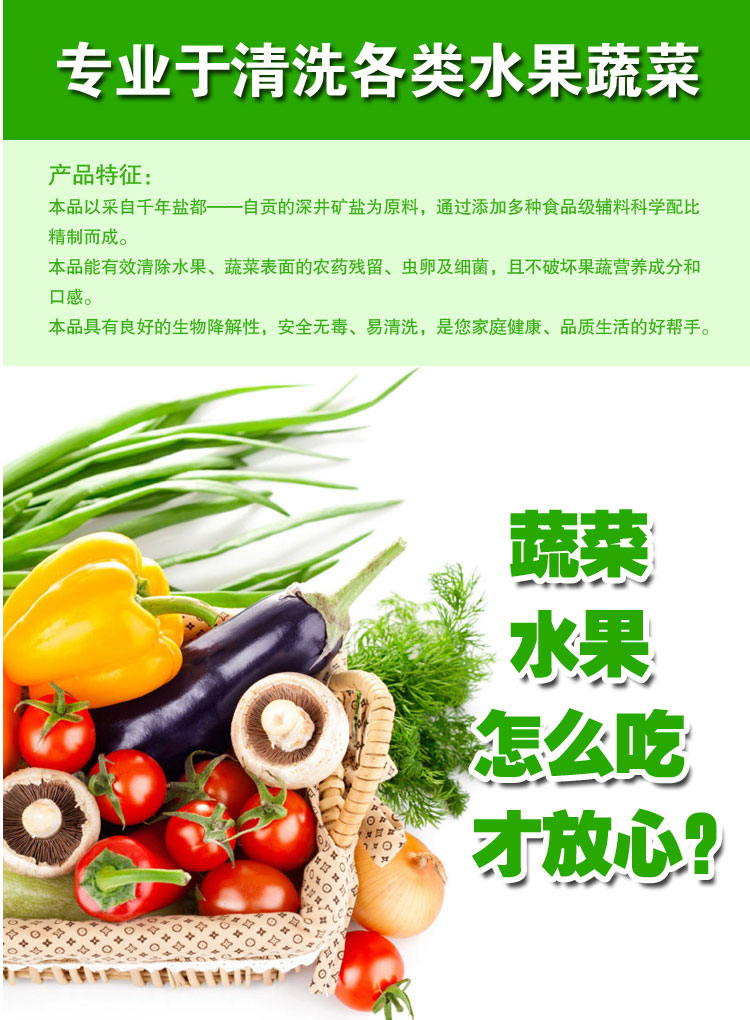 专业于清洗各类水果蔬菜
产品特征：
本品以采自千年盐都——自贡的深井矿盐为原料，通过添加多种食品级辅料科学配比
精制而成。
本品能有效清除水果、蔬菜表面的农药残留、虫卵及细菌，且不破坏果蔬营养成分和
口感。
本品具有良好的生物降解性，安全无毒、易清洗，是您家庭健康、品质生活的好帮手。
蔬菜
水果
怎么吃
才放心?